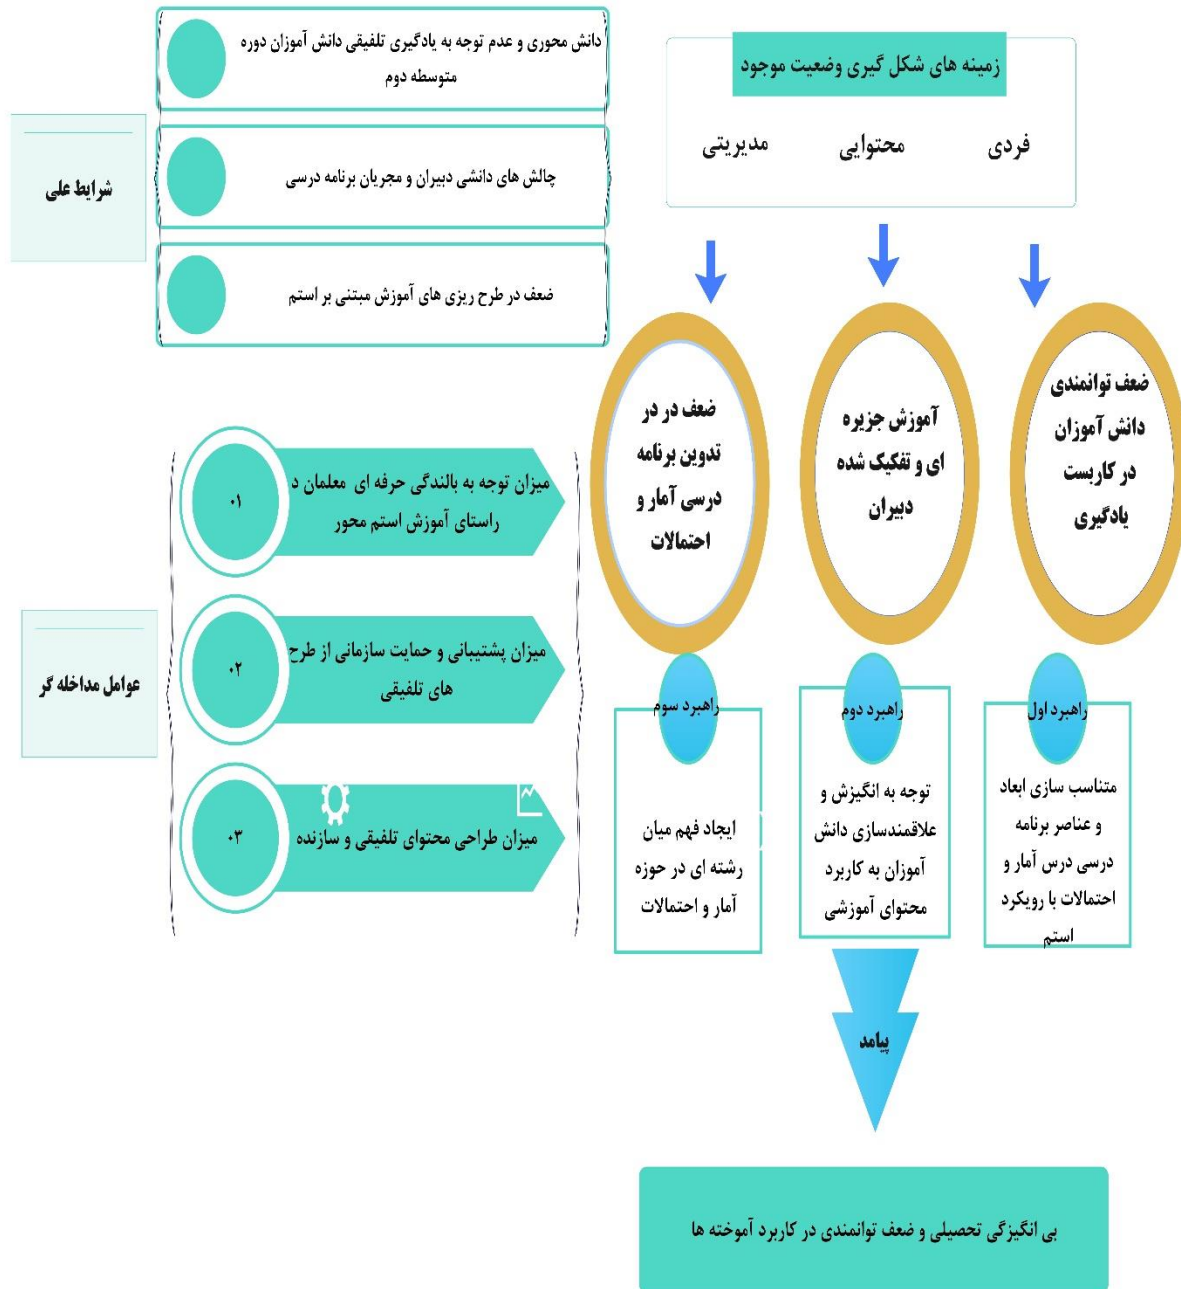 زمینه های شکل گیری وضعیت موجود
فردی
محتوایی
مدیریتی
ضعف توانمندی
دانش آموزان
در کاربست
یادگیری
آموزش جزیره
ای و تفکیک شده
دبیران
ضعف در در
تدوین برنامه
درسی آمار و
احتمالات
راهبرد اول
متناسب سازی ابعاد
و عناصر برنامه
درسی درس آمار و
احتمالات با رویکرد
استم
راهبرد دوم
توجه به انگیزش و
علاقمندسازی دانش
آموزان به کاربرد
محتوای آموزشی
راهبرد سوم
ایجاد فهم میان
رشته ای در حوزه
آمار و احتمالات
پیامد
بی انگیزگی تحصیلی و ضعف توانمندی در کاربرد آموخته ها
شرایط علی
دانش محوری و عدم توجه به یادگیری تلفیقی دانش آموزان دوره
متوسطه دوم
چالش های دانشی دبیران و مجریان برنامه درسی
ضعف در طرح ریزی های آموزش مبتنی بر استم
عوامل مداخله گر
۰۱
میزان توجه به بالندگی حرفه ای معلمان د
راستای آموزش استم محور
۰۲
میزان پشتیبانی و حمایت سازمانی از طرح
های تلفیقی
۰۳
میزان طراحی محتوای تلفیقی و سازنده